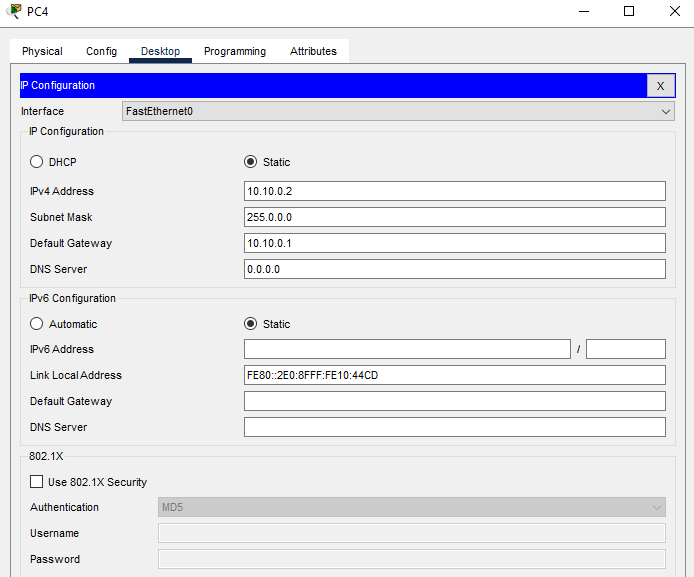 PC4
Physical Config Desktop Programming Attributes
IP Configuration X
Interface FastEthernet0
IP Configuration
DHCP Static
IPv4 Address 10.10.0.2
Subnet Mask 255.0.0.0
Default Gateway 10.10.0.1
DNS Server 0.0.0.0
IPv6 Configuration
Automatic Static
IPv6 Address /
Link Local Address FE80::2E0:8FFF:FE10:44CD
Default Gateway
DNS Server
802.1X
Use 802.1X Security
Authentication MD5
Username
Password